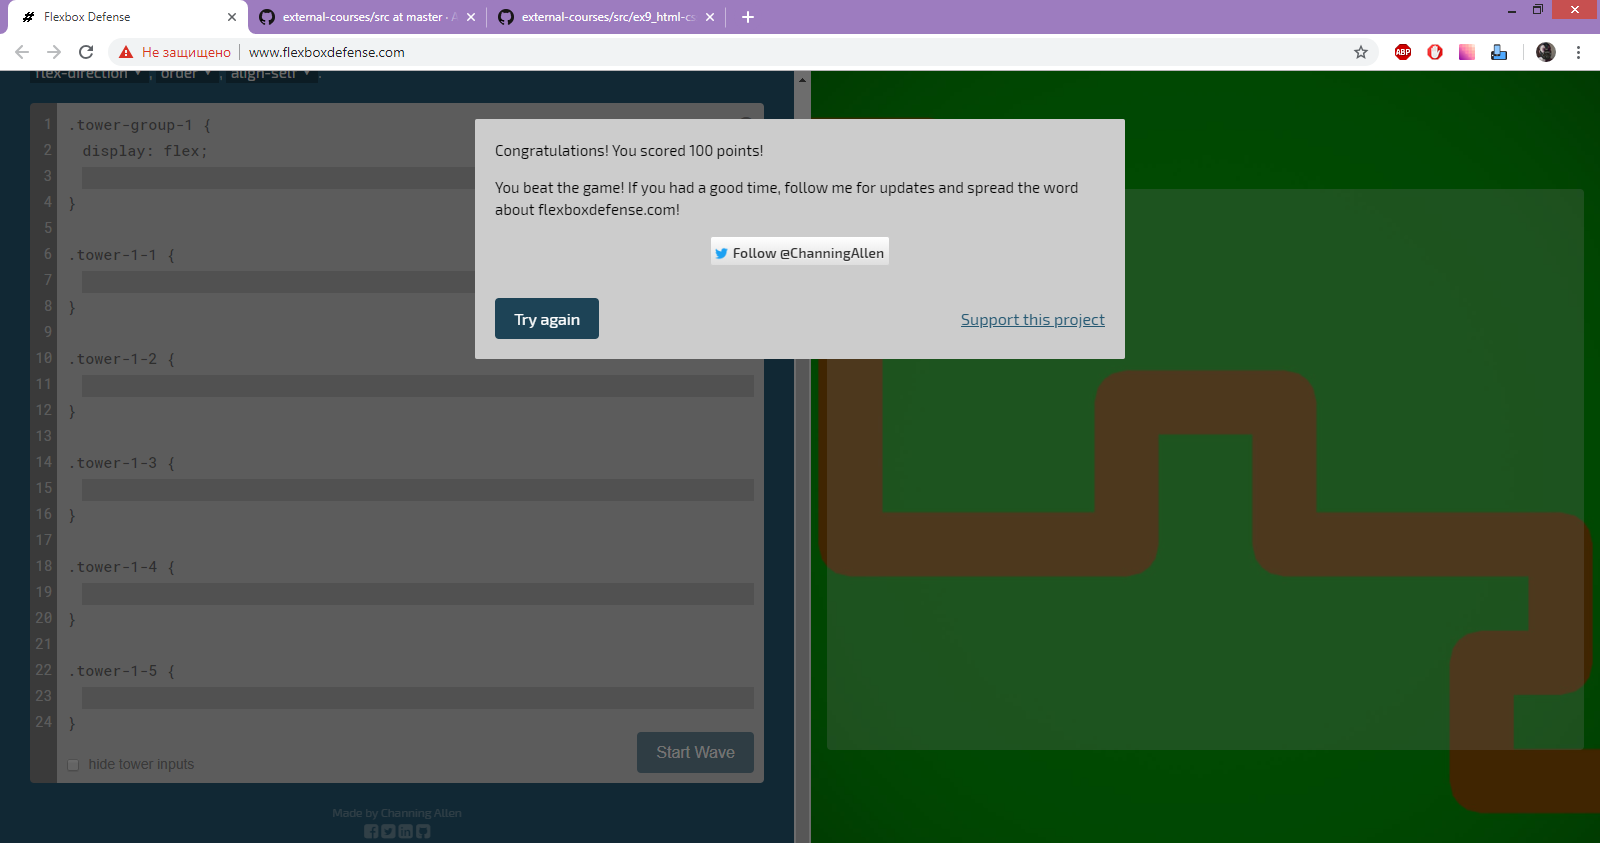 Flexbox Defense
external-courses/src at master · A
external-courses/src/ex9_html-cs
Не защищено
www.flexboxdefense.com
ABP
flex-direction ▼ , order ▼ , align-self ▼ .
1 .tower-group-1 {
2 display: flex;
3
4 }
5
6 .tower-1-1 {
7
8 }
9
10 .tower-1-2 {
11
12 }
13
14 .tower-1-3 {
15
16 }
17
18 .tower-1-4 {
19
20 }
21
22 .tower-1-5 {
23
24 }
hide tower inputs
Start Wave
Made by Channing Allen
Congratulations! You scored 100 points!
You beat the game! If you had a good time, follow me for updates and spread the word
about flexboxdefense.com!
Follow @ChanningAllen
Try again
Support this project